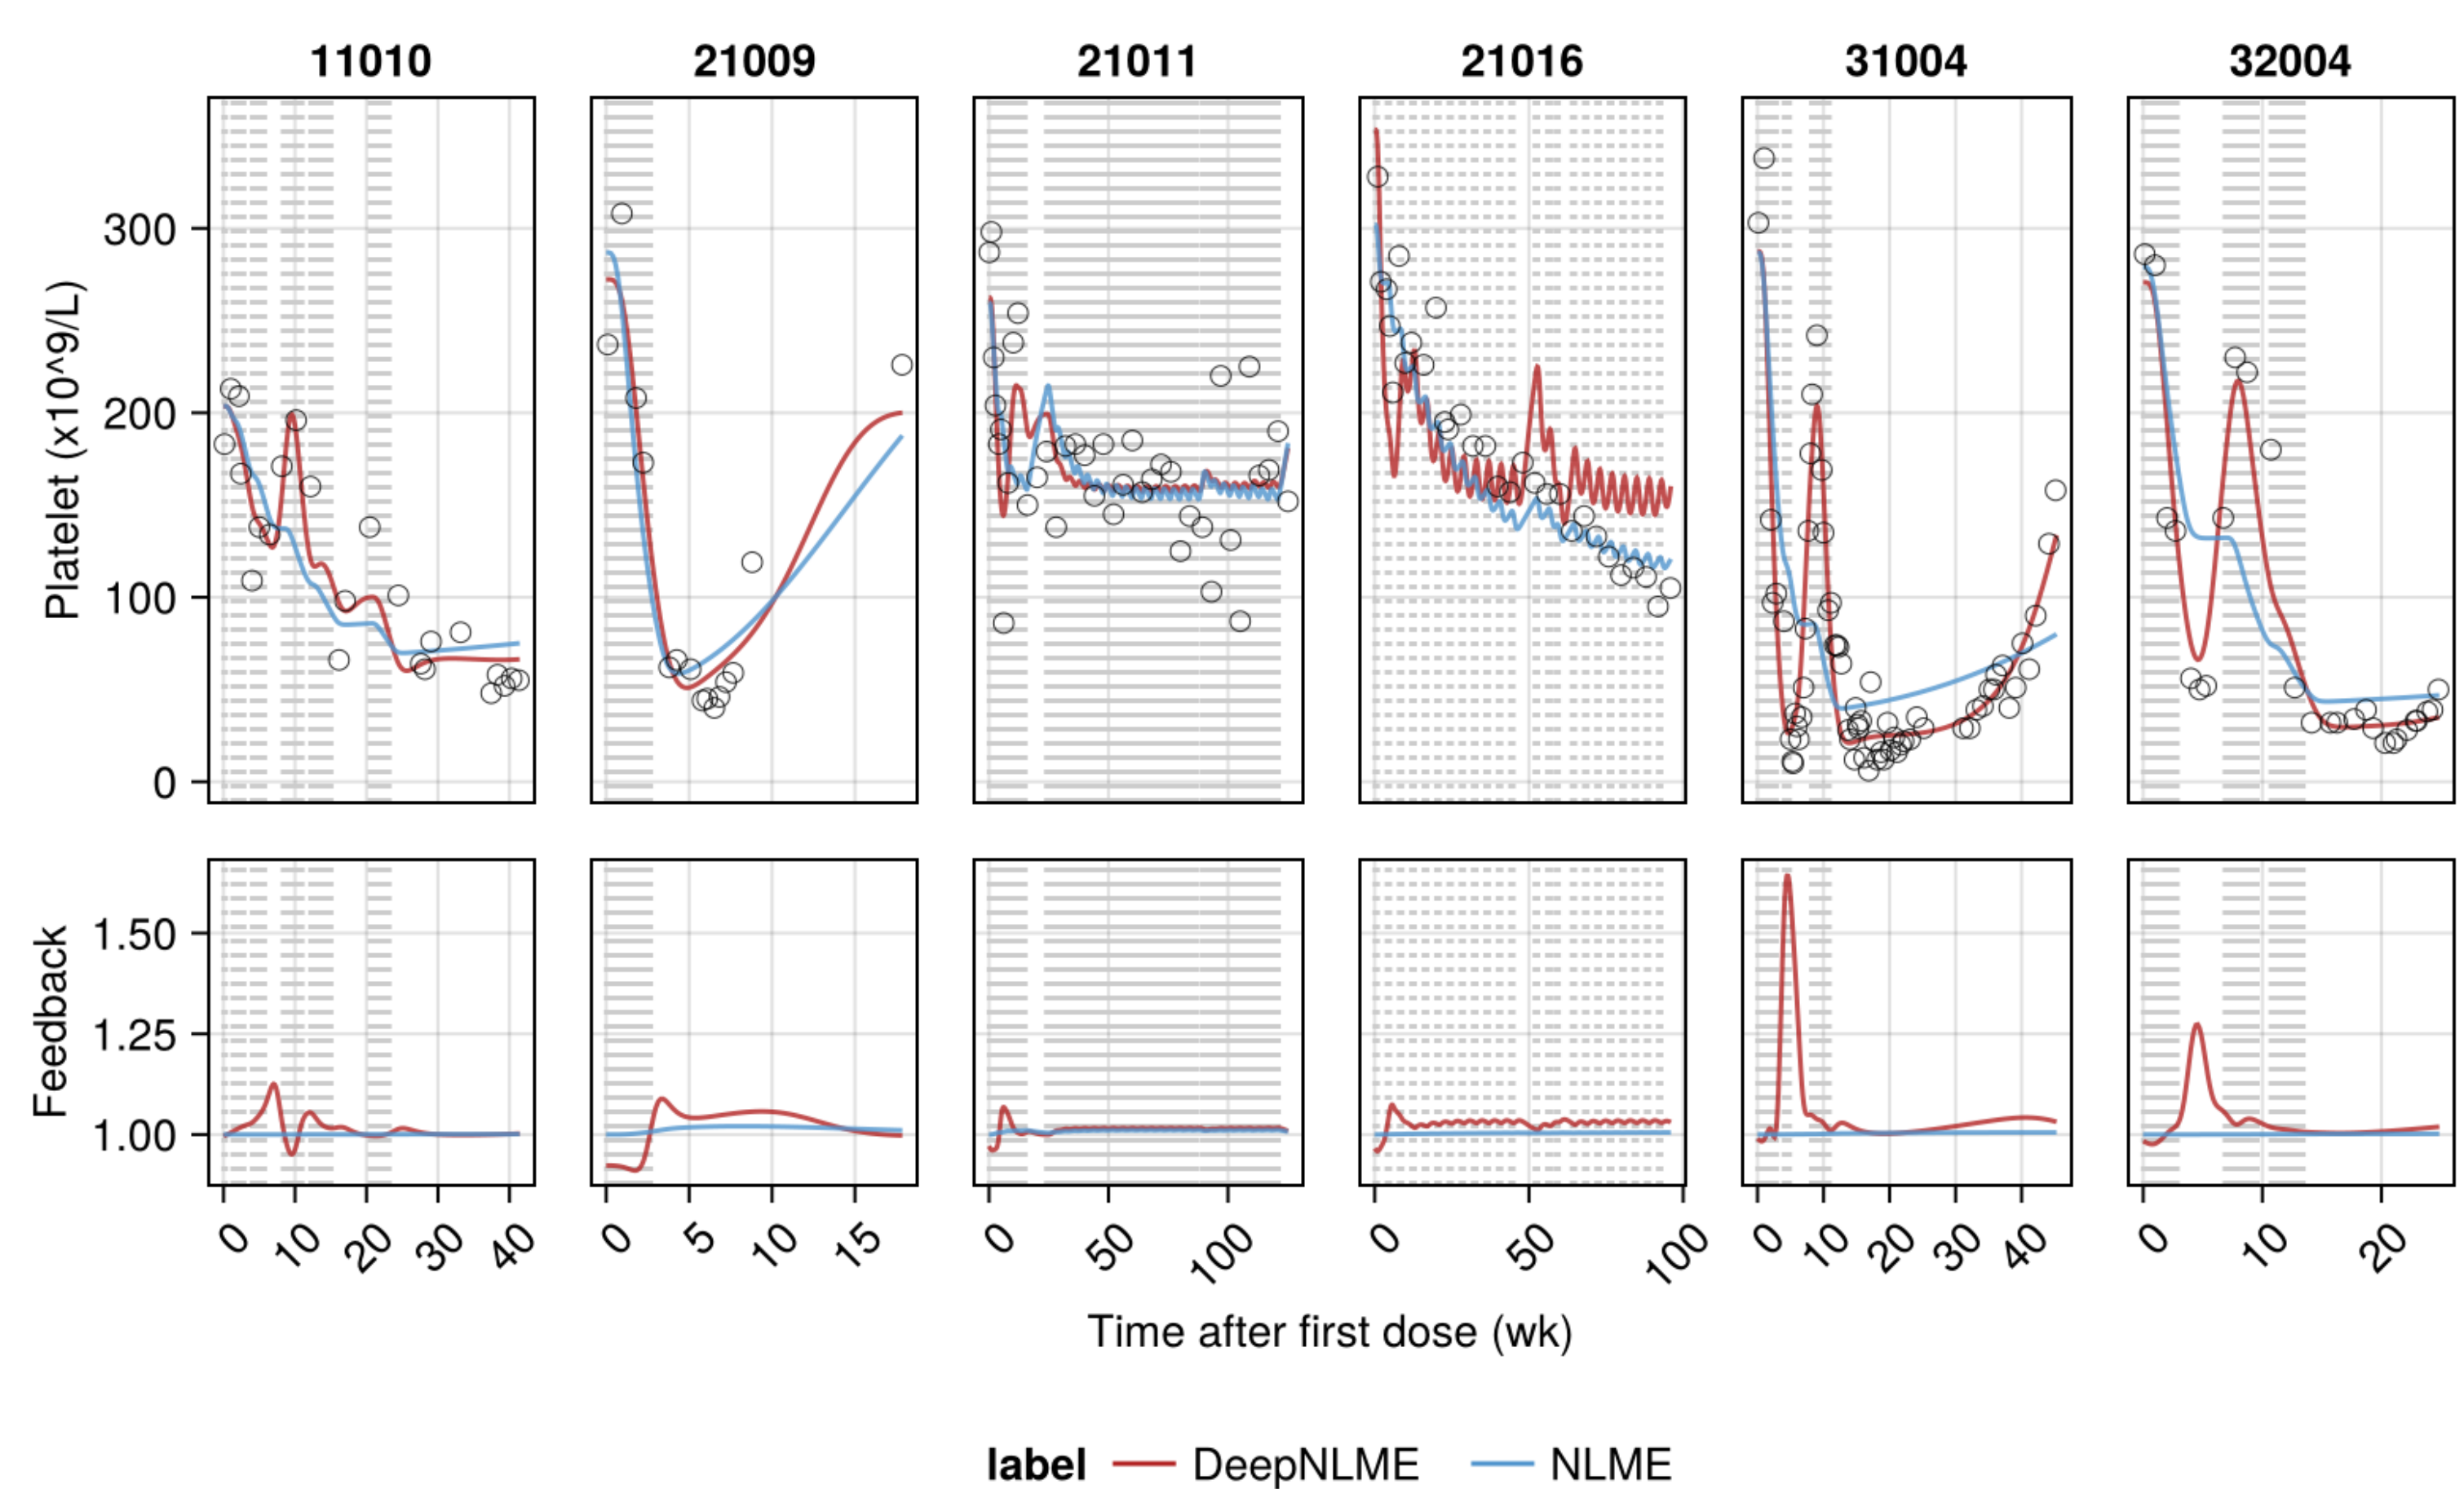 11010 21009 21011 21016 31004 32004
Platelet (x10^9/L)
300
200
100
0
Feedback
1.50
1.25
1.00
0 10 20 30 40 0 5 10 15 0 50 100 0 50 100 0 10 20 30 40 0 10 20
Time after first dose (wk)
label DeepNLME NLME